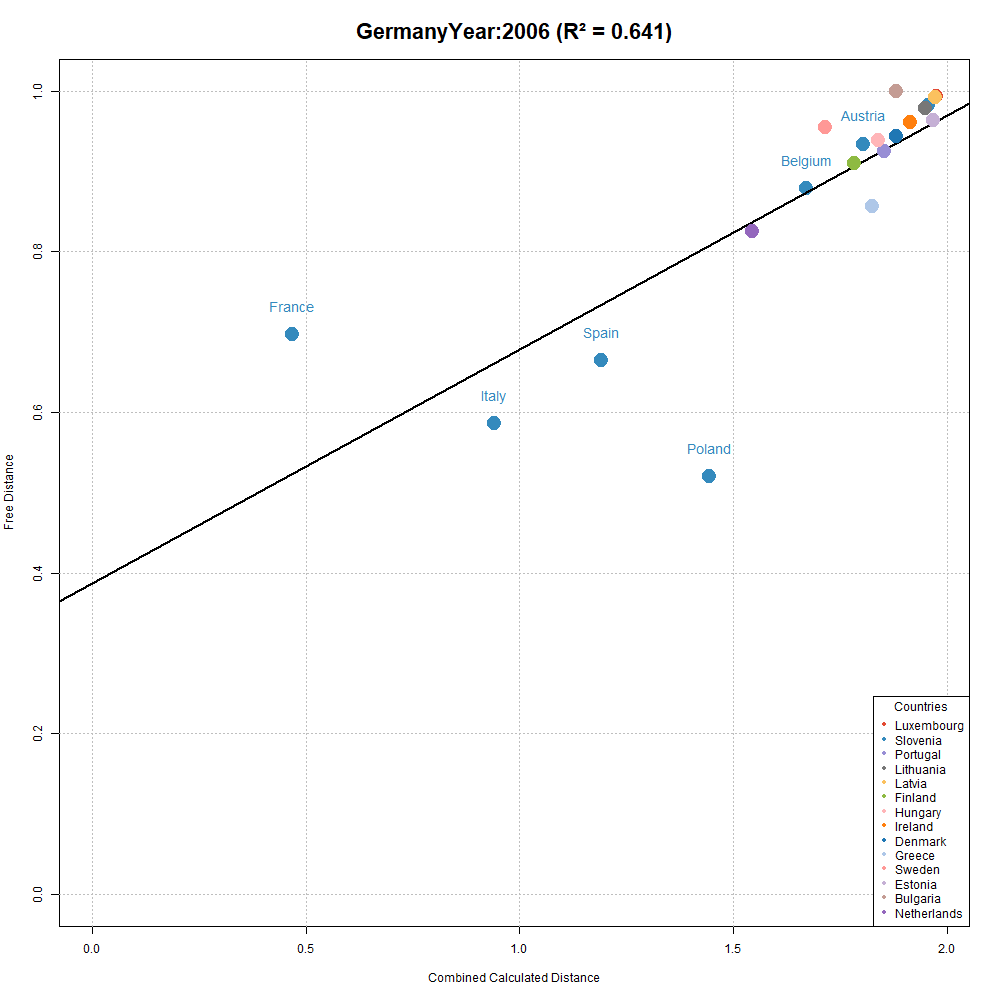 GermanyYear:2006 (R² = 0.641)
1.0
Austria
Belgium
0.8
France
Spain
0.6
Italy
Poland
Free Distance
0.4
0.2
0.0
Countries
Luxembourg
Slovenia
Portugal
Lithuania
Latvia
Finland
Hungary
Ireland
Denmark
Greece
Sweden
Estonia
Bulgaria
Netherlands
0.0 0.5 1.0 1.5 2.0
Combined Calculated Distance